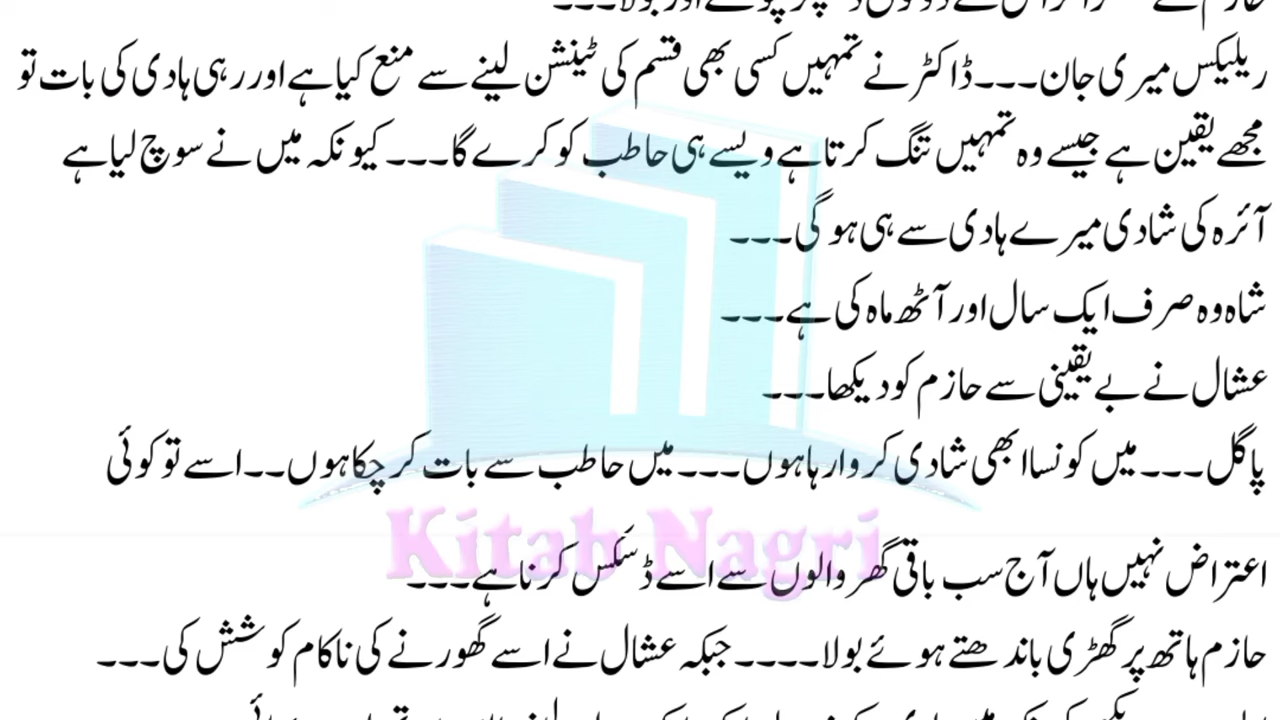 ریلیکس میری جان۔۔۔ڈاکٹر نے تمہیں کسی بھی قسم کی ٹینشن لینے سے منع کیا ہے اور رہی ہادی کی بات تو
مجھے یقین ہے جیسے وہ تمہیں تنگ کرتا ہے ویسے ہی حاطب کو کرے گا۔۔۔کیونکہ میں نے سوچ لیا ہے
آئرہ کی شادی میرے ہادی سے ہی ہو گی۔۔۔
شاہ وہ صرف ایک سال اور آٹھ ماہ کی ہے۔۔۔
عشال نے بے یقینی سے حازم کو دیکھا۔۔۔
پاگل۔۔۔میں کونسا ابھی شادی کروا رہا ہوں۔۔۔میں حاطب سے بات کر چکا ہوں۔۔اسے تو کوئی
Kitab Nagri
اعتراض نہیں ہاں آج سب باقی گھر والوں سے اسے ڈسکس کرنا ہے۔۔۔
حازم ہاتھ پر گھڑی باندھتے ہوئے بولا۔۔۔۔جبکہ عشال نے اسے گھورنے کی ناکام کوشش کی۔۔۔